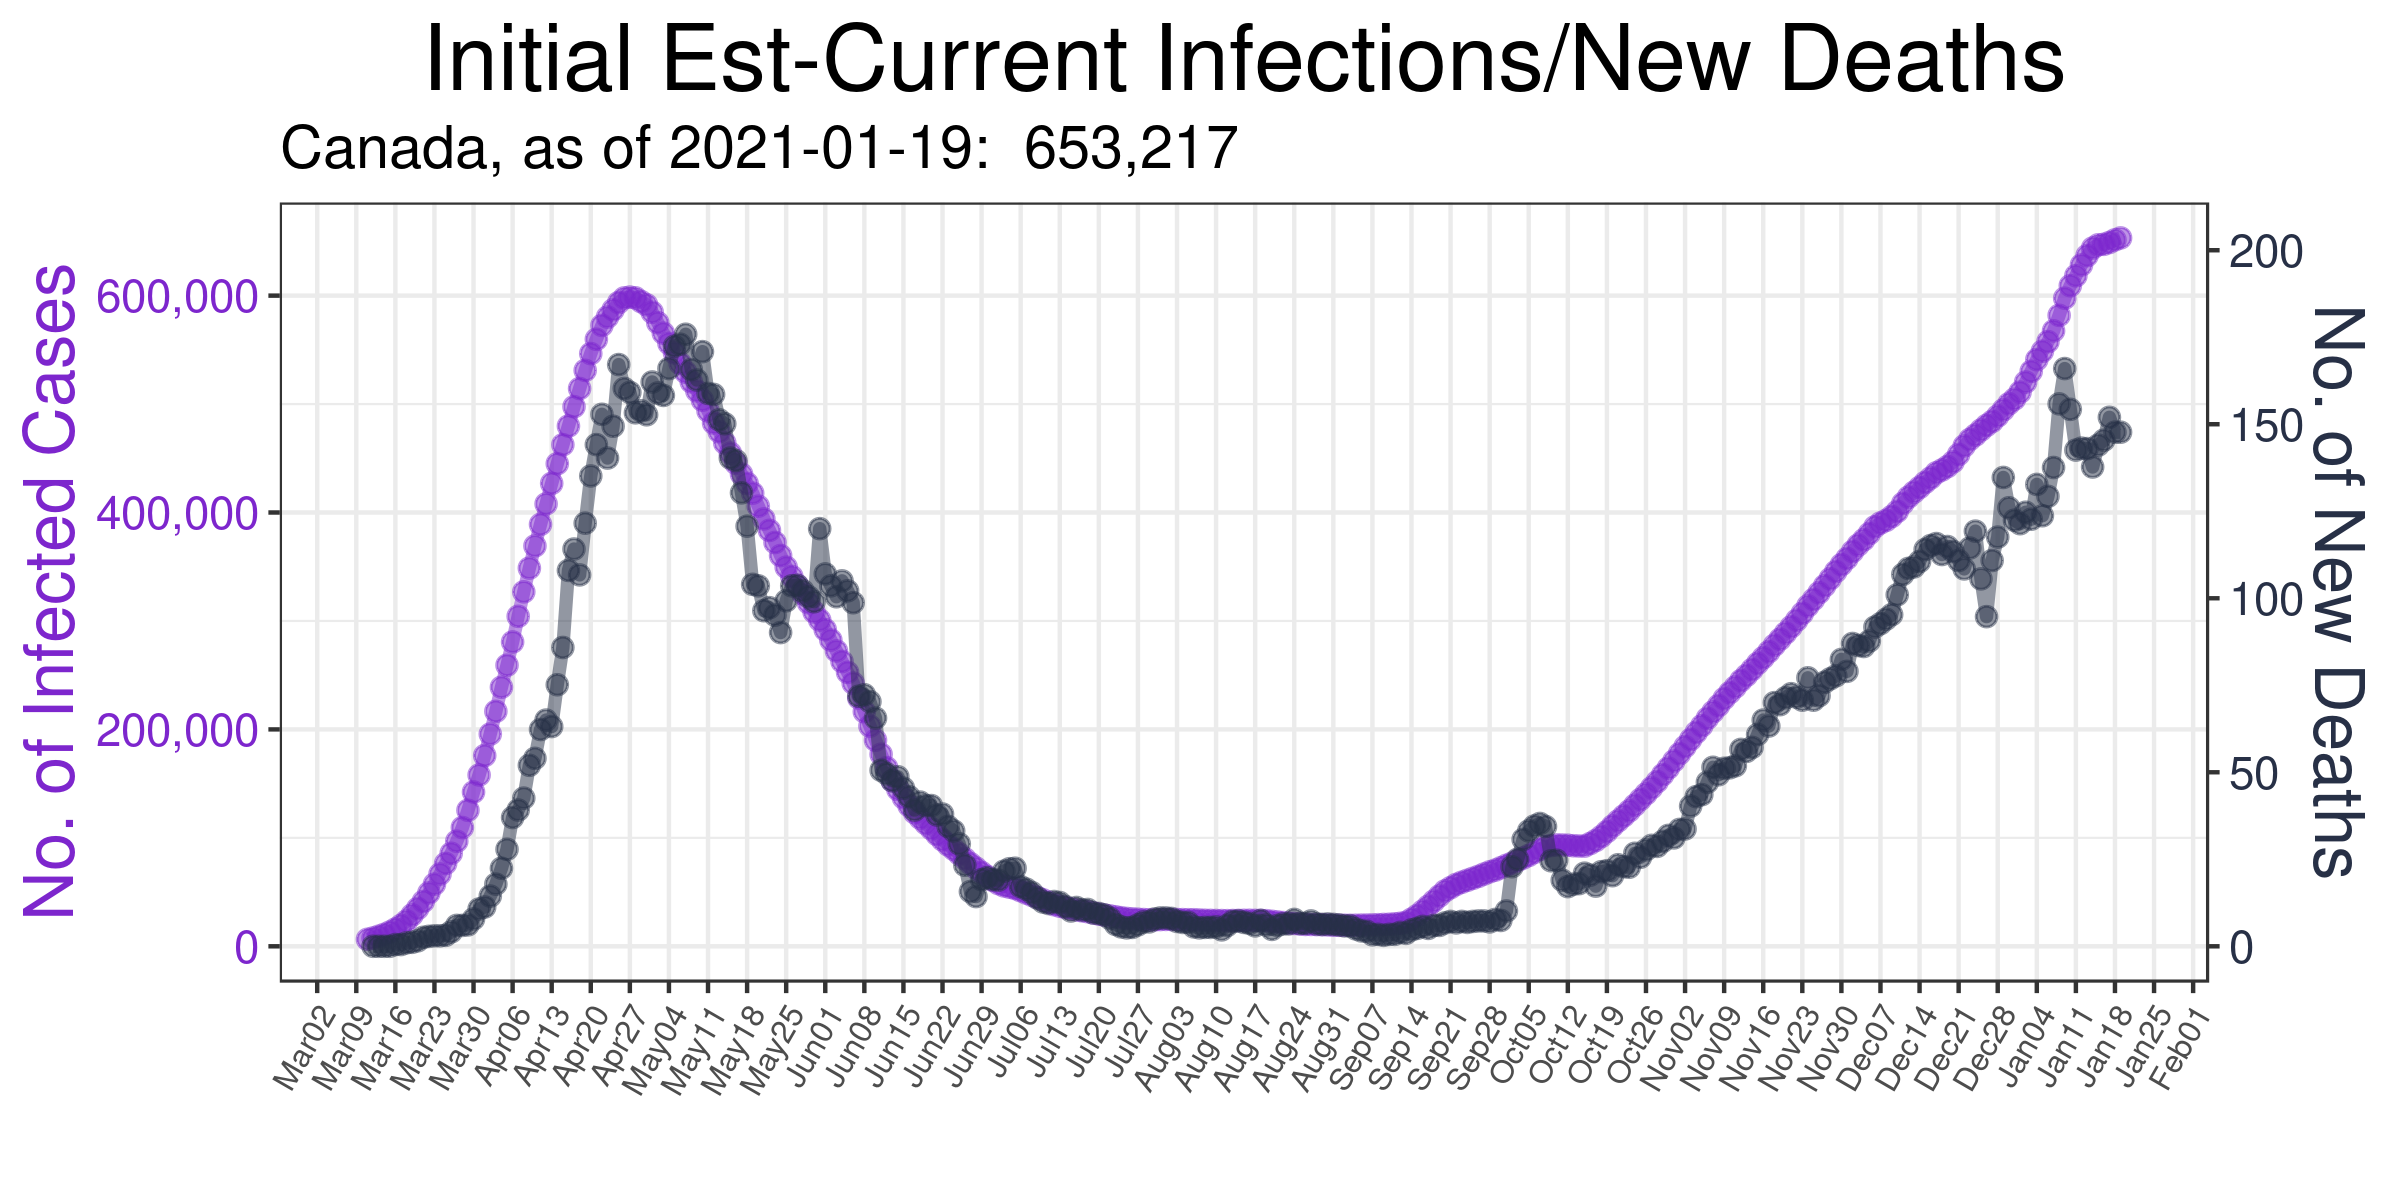 Initial Est-Current Infections/New Deaths
Canada, as of 2021-01-19:  653,217
No. of Infected Cases
600,000
400,000
200,000
0
200
150
100
50
0
No. of New Deaths
Mar02
Mar09
Mar16
Mar23
Mar30
Apr06
Apr13
Apr20
Apr27
May04
May11
May18
May25
Jun01
Jun08
Jun15
Jun22
Jun29
Jul06
Jul13
Jul20
Jul27
Aug03
Aug10
Aug17
Aug24
Aug31
Sep07
Sep14
Sep21
Sep28
Oct05
Oct12
Oct19
Oct26
Nov02
Nov09
Nov16
Nov23
Nov30
Dec07
Dec14
Dec21
Dec28
Jan04
Jan11
Jan18
Jan25
Feb01